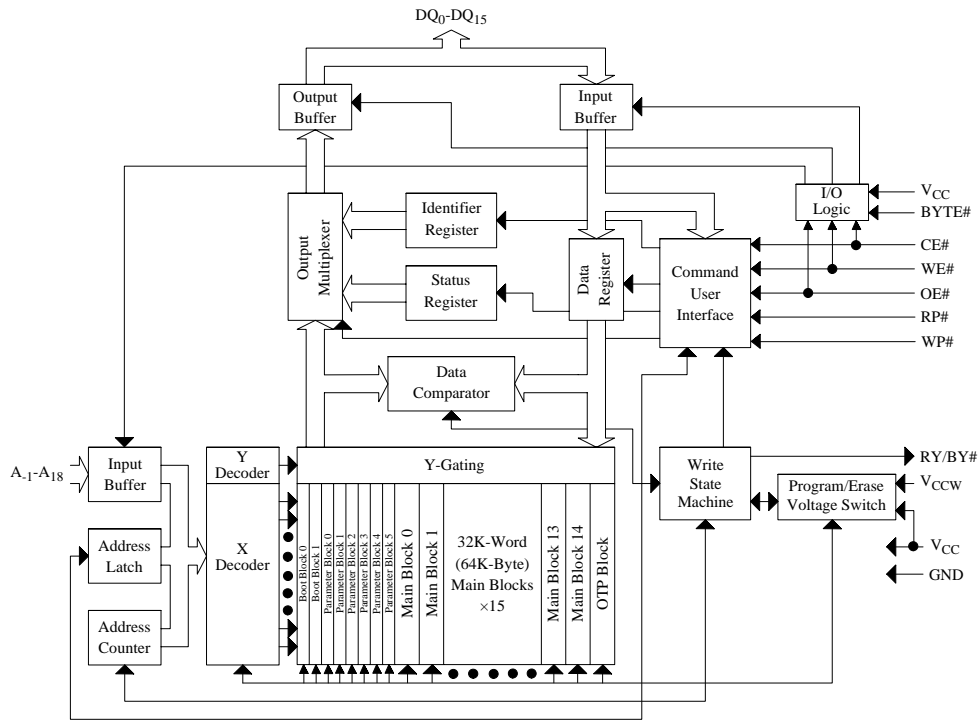 DQ0-DQ15
Output
Buffer
Input
Buffer
Output
Multiplexer
Identifier
Register
Status
Register
Data
Register
Command
User
Interface
I/O
Logic
VCC
BYTE#
CE#
WE#
OE#
RP#
WP#
Data
Comparator
A-1-A18
Input
Buffer
Y
Decoder
Y-Gating
Write
State
Machine
RY/BY#
Program/Erase
Voltage Switch
VCCW
VCC
GND
Address
Latch
X
Decoder
Address
Counter
Boot Block 0
Boot Block 1
Parameter Block 0
Parameter Block 1
Parameter Block 2
Parameter Block 3
Parameter Block 4
Parameter Block 5
Main Block 0
Main Block 1
32K-Word
(64K-Byte)
Main Blocks
×15
Main Block 13
Main Block 14
OTP Block